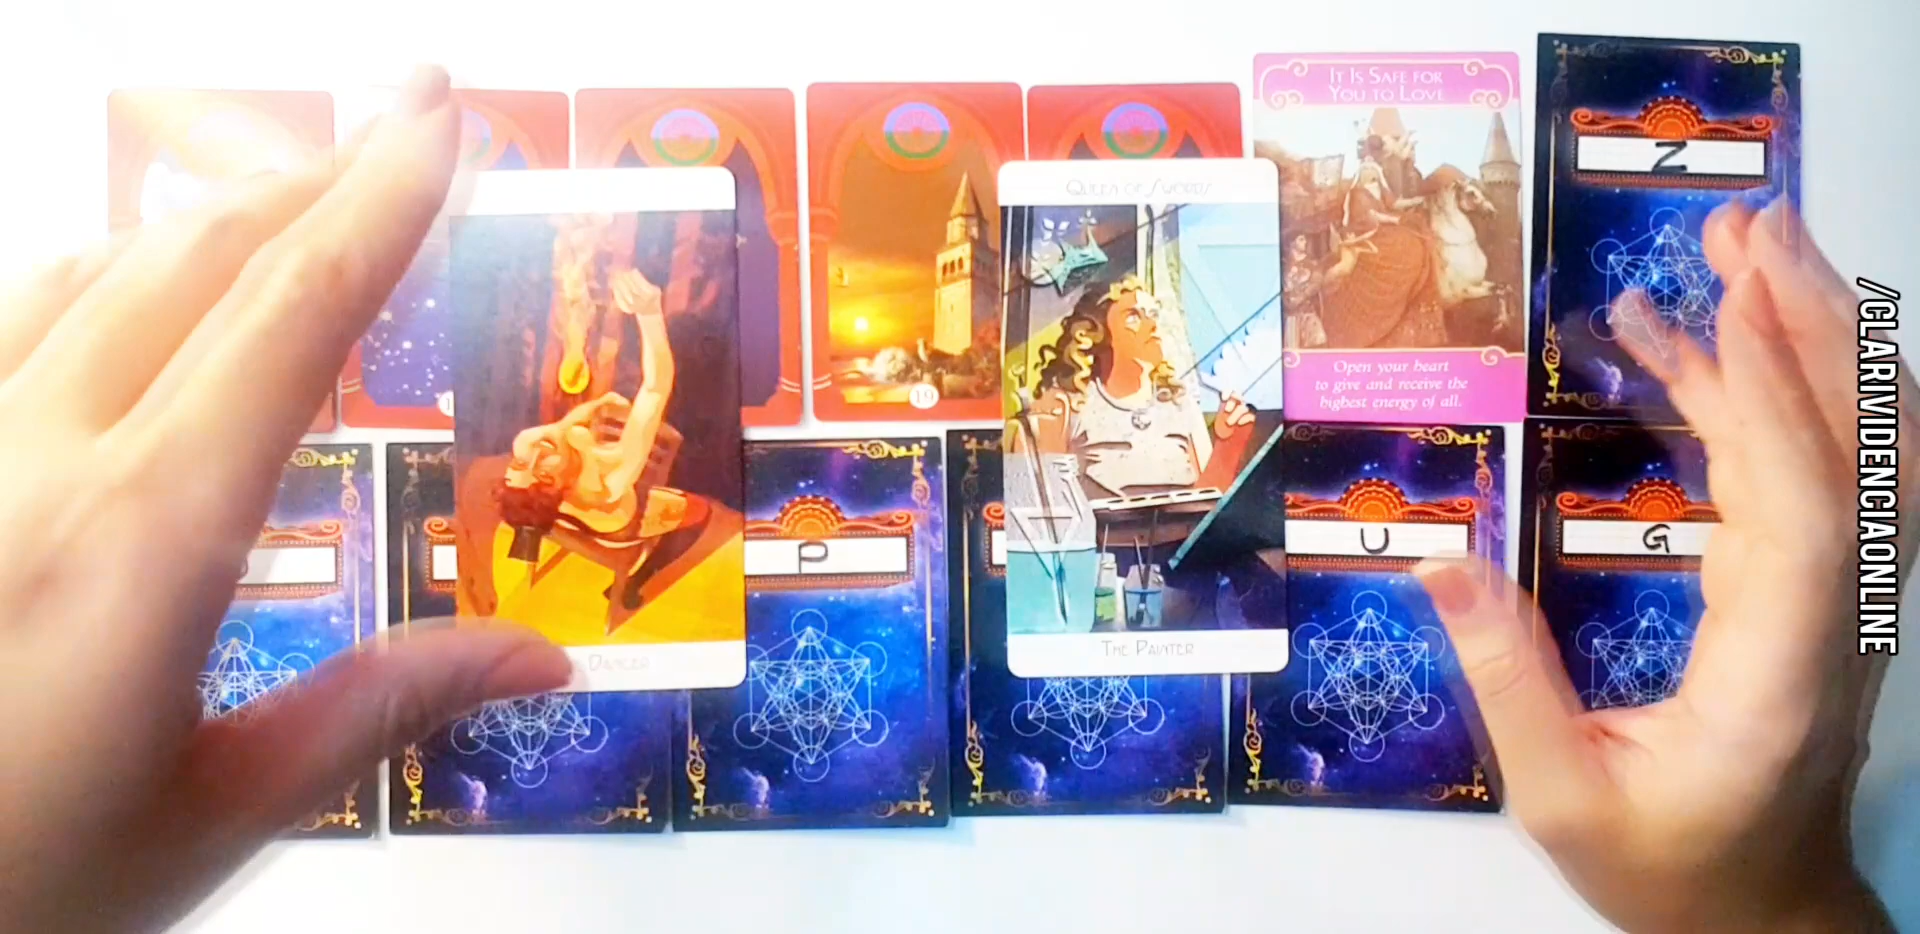 IT IS SAFE FOR
YOU TO LOVE
Z
QUEEN OF SWORDS
19
Open your heart
to give and receive the
highest energy of all.
P
U
G
DANCER
THE PAINTER
/CLARIVIDENCIAONLINE